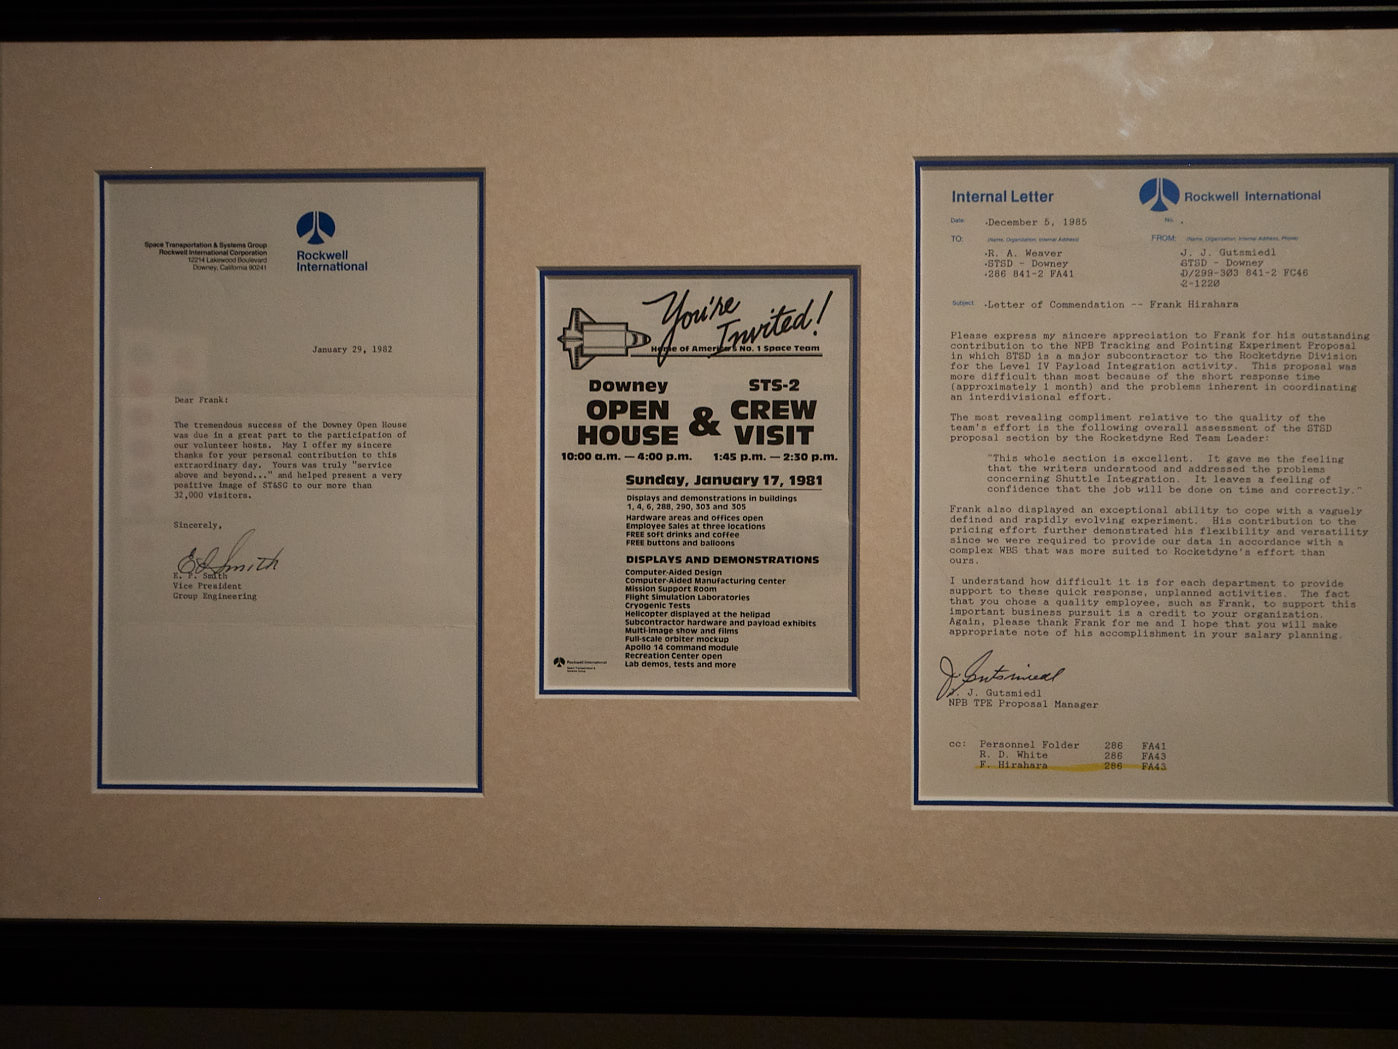 Space Transportation & Systems Group
Rockwell International Corporation
12214 Lakewood Boulevard
Downey, California 90241
Rockwell
International
January 29, 1982
Dear Frank:
The tremendous success of the Downey Open House
was due in a great part to the participation of
our volunteer hosts. May I offer my sincere
thanks for your personal contribution to this
extraordinary day. Yours was truly "service
above and beyond..." and helped present a very
positive image of ST&SG to our more than
32,000 visitors.
Sincerely,
Ed Smith
E. P. Smith
Vice President
Group Engineering
You're
Invited!
Home of America's No. 1 Space Team
Downey
OPEN
HOUSE
10:00 a.m. — 4:00 p.m.
&
STS-2
CREW
VISIT
1:45 p.m. — 2:30 p.m.
Sunday, January 17, 1981
Displays and demonstrations in buildings
1, 4, 6, 288, 290, 303 and 305
Hardware areas and offices open
Employee Sales at three locations
FREE soft drinks and coffee
FREE buttons and balloons
DISPLAYS AND DEMONSTRATIONS
Computer-Aided Design
Computer-Aided Manufacturing Center
Mission Support Room
Flight Simulation Laboratories
Cryogenic Tests
Helicopter displayed at the helipad
Subcontractor hardware and payload exhibits
Multi-image show and films
Full-scale orbiter mockup
Apollo 14 command module
Recreation Center open
Lab demos, tests and more
Rockwell International
Internal Letter
Rockwell International
Date: December 5, 1985
No.
TO: (Name, Organization, Internal Address)
R. A. Weaver
STSD - Downey
286 841-2 FA41
FROM: (Name, Organization, Internal Address, Phone)
J. J. Gutsmiedl
STSD - Downey
D/299-303 841-2 FC46
2-1220
Subject: Letter of Commendation -- Frank Hirahara
Please express my sincere appreciation to Frank for his outstanding
contribution to the NPB Tracking and Pointing Experiment Proposal
in which STSD is a major subcontractor to the Rocketdyne Division
for the Level IV Payload Integration activity. This proposal was
more difficult than most because of the short response time
(approximately 1 month) and the problems inherent in coordinating
an interdivisional effort.
The most revealing compliment relative to the quality of the
team's effort is the following overall assessment of the STSD
proposal section by the Rocketdyne Red Team Leader:
"This whole section is excellent. It gave me the feeling
that the writers understood and addressed the problems
concerning Shuttle Integration. It leaves a feeling of
confidence that the job will be done on time and correctly."
Frank also displayed an exceptional ability to cope with a vaguely
defined and rapidly evolving experiment. His contribution to the
pricing effort further demonstrated his flexibility and versatility
since we were required to provide our data in accordance with a
complex WBS that was more suited to Rocketdyne's effort than
ours.
I understand how difficult it is for each department to provide
support to these quick response, unplanned activities. The fact
that you chose a quality employee, such as Frank, to support this
important business pursuit is a credit to your organization.
Again, please thank Frank for me and I hope that you will make
appropriate note of his accomplishment in your salary planning.
J Gutsmiedl
J. J. Gutsmiedl
NPB TPE Proposal Manager
cc: Personnel Folder 286 FA41
R. D. White 286 FA43
F. Hirahara 286 FA43